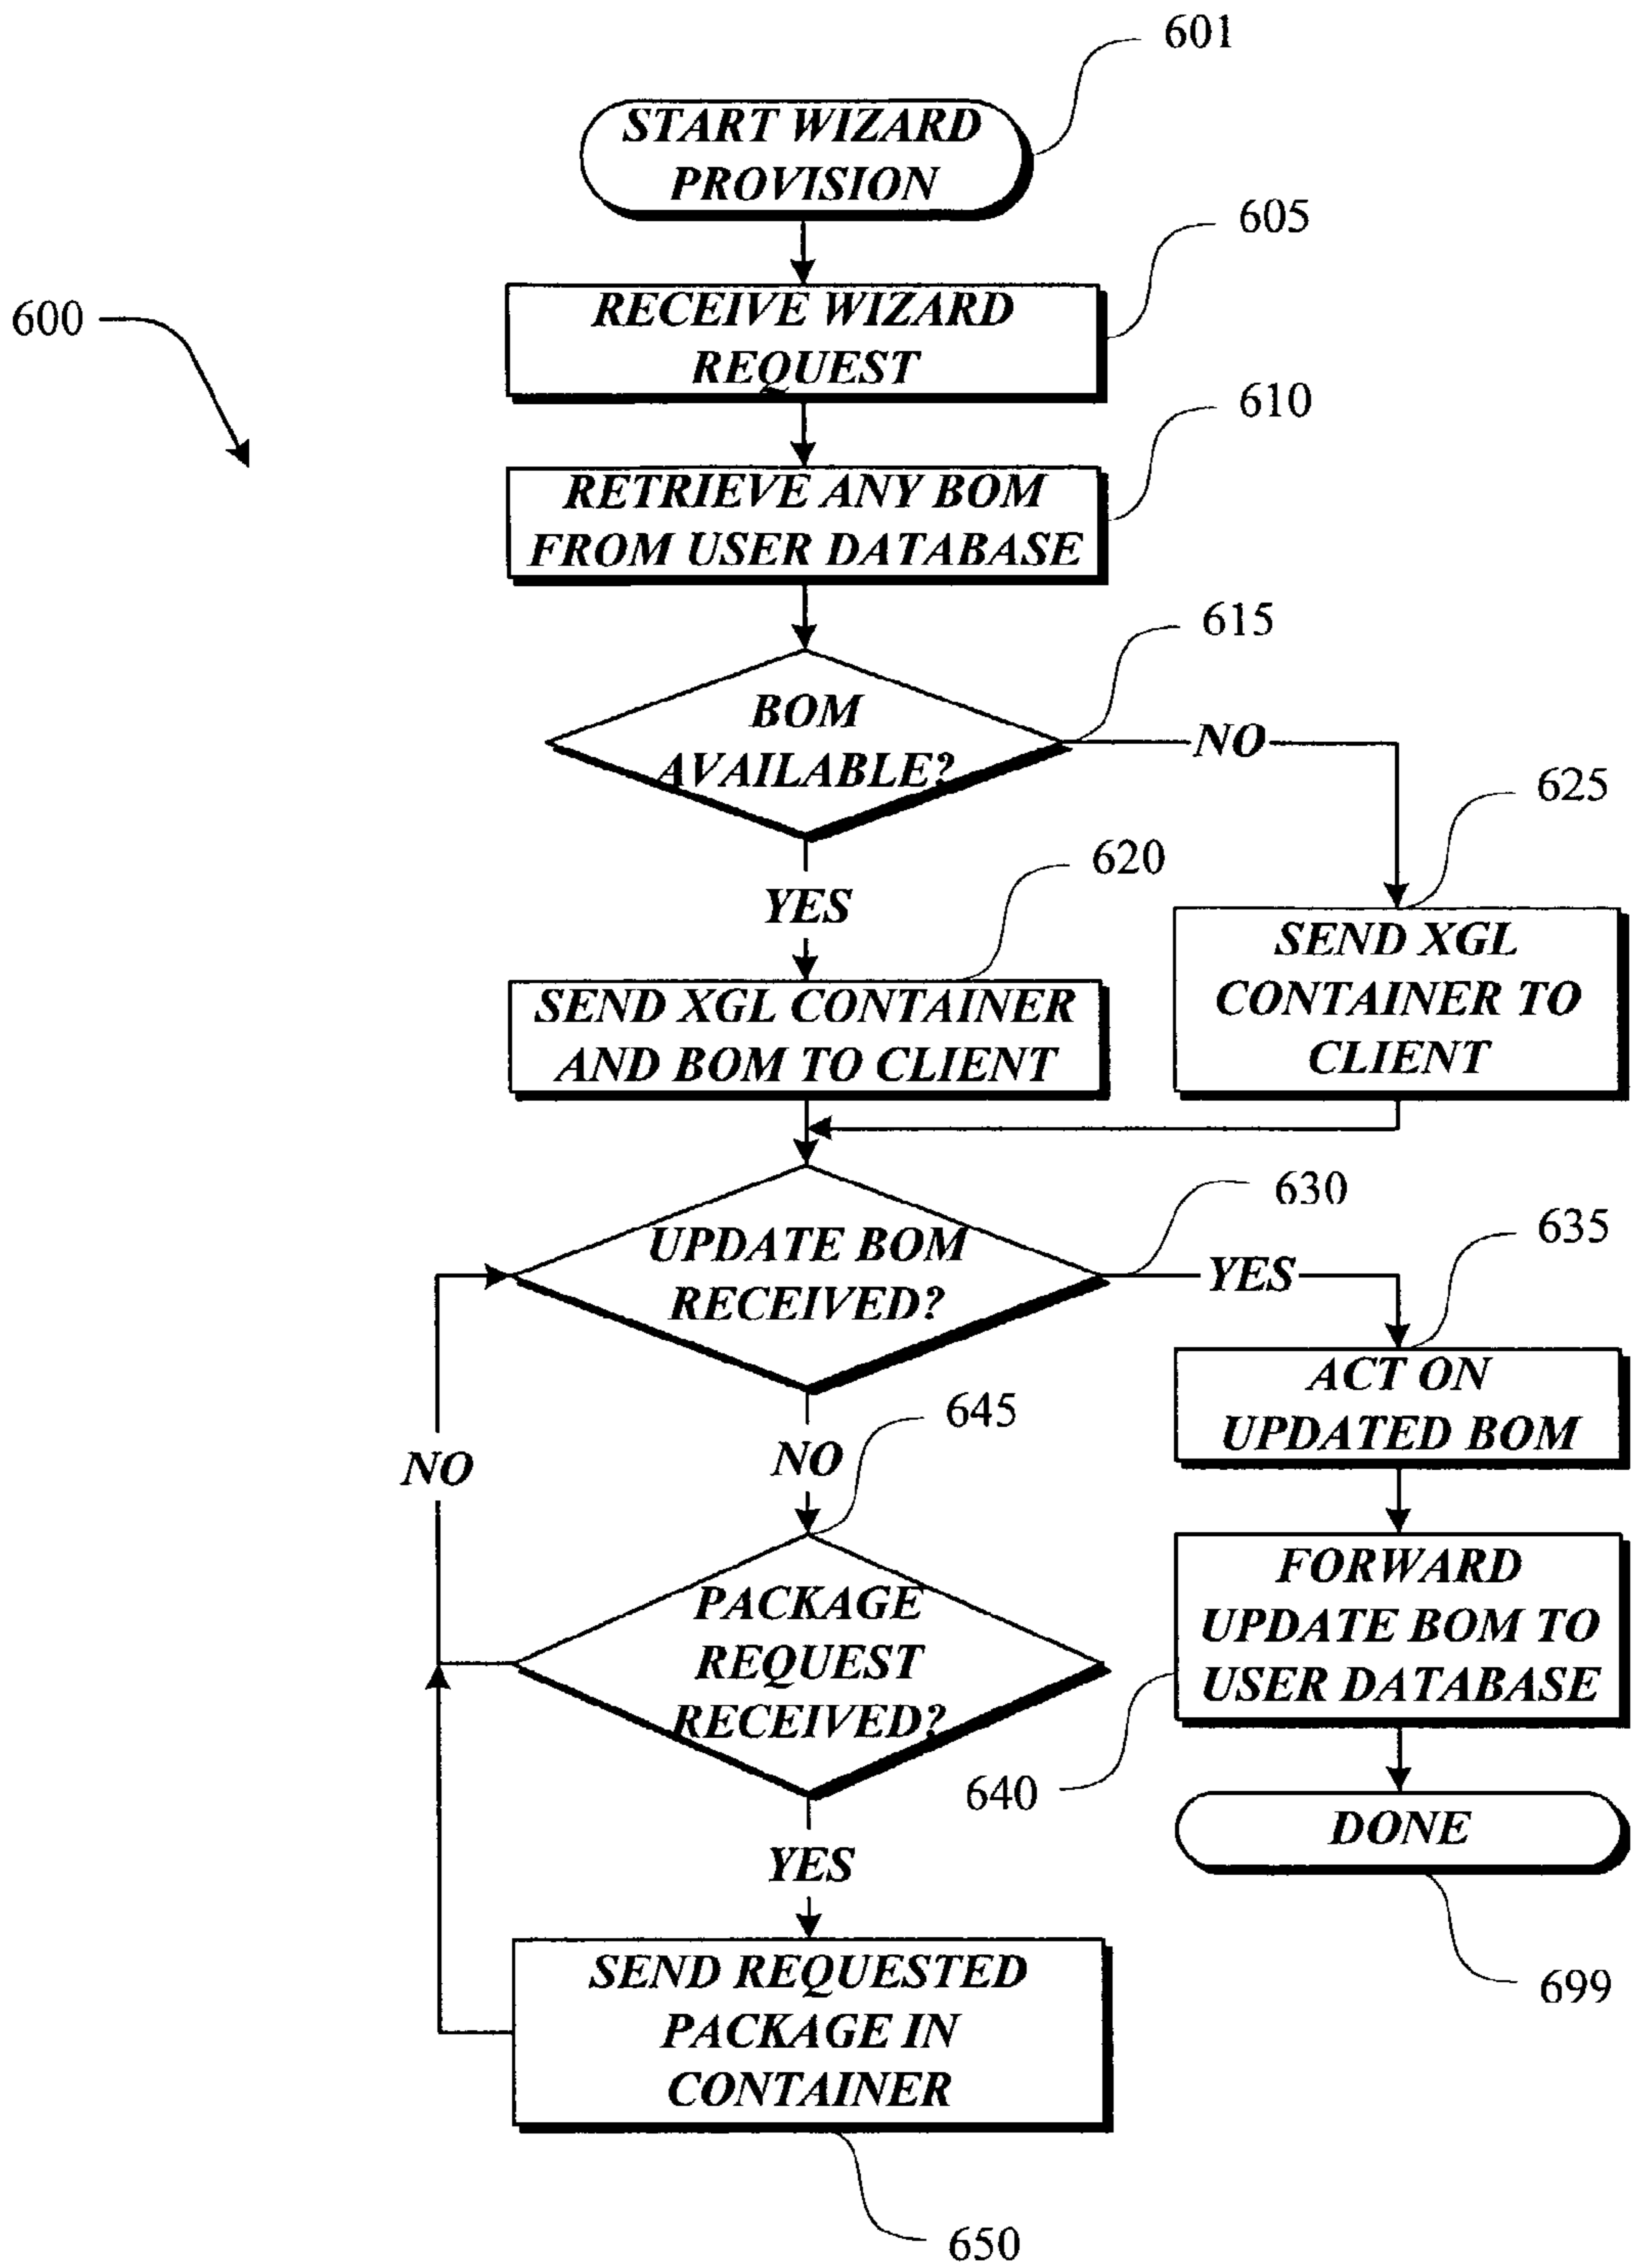 601
START WIZARD
PROVISION
605
RECEIVE WIZARD
REQUEST
600
610
RETRIEVE ANY BOM
FROM USER DATABASE
615
BOM
AVAILABLE?
NO
625
620
YES
SEND XGL
CONTAINER TO
CLIENT
SEND XGL CONTAINER
AND BOM TO CLIENT
630
UPDATE BOM
RECEIVED?
YES
635
ACT ON
UPDATED BOM
645
NO
NO
FORWARD
UPDATE BOM TO
USER DATABASE
PACKAGE
REQUEST
RECEIVED?
640
DONE
YES
699
SEND REQUESTED
PACKAGE IN
CONTAINER
650